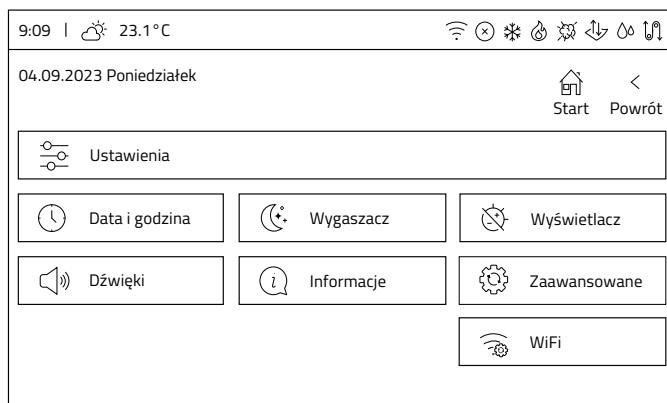 9:09 | 23.1°C
04.09.2023 Poniedziałek
Start Powrót
Ustawienia
Data i godzina Wygaszacz Wyświetlacz
Dźwięki Informacje Zaawansowane
WiFi